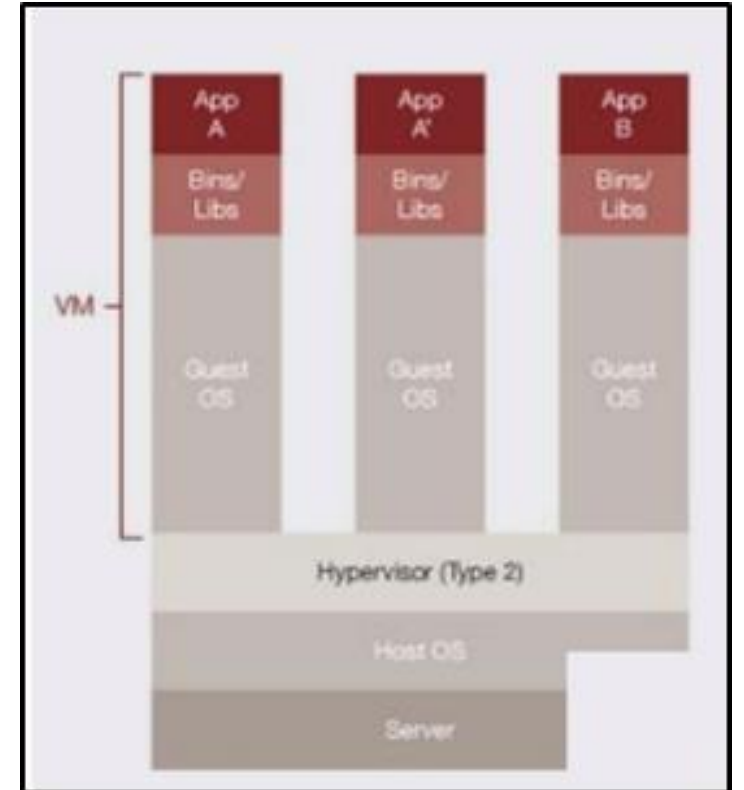 App
A
Bins/
Libs
Guest
OS
App
A'
Bins/
Libs
Guest
OS
App
B
Bins/
Libs
Guest
OS
VM
Hypervisor (Type 2)
Host OS
Server